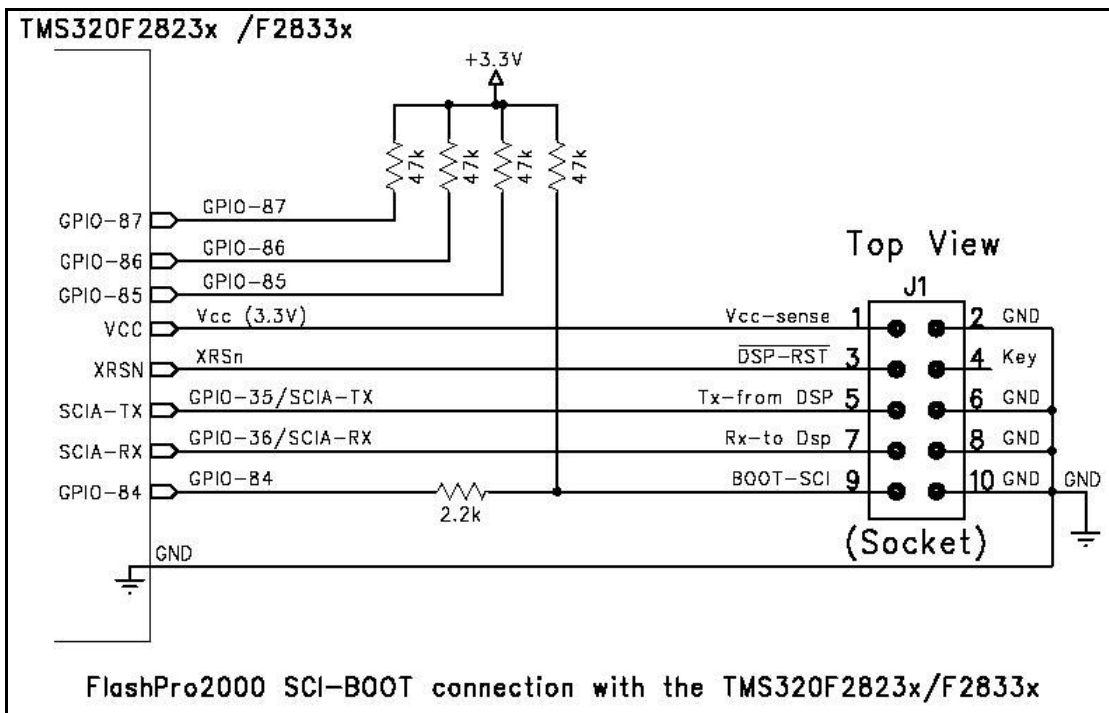 TMS320F2823x /F2833x
+3.3V
47k
47k
47k
47k
GPIO-87
GPIO-87
GPIO-86
GPIO-86
GPIO-85
GPIO-85
Top View
J1
VCC
Vcc (3.3V)
Vcc-sense
1
2
GND
XRSN
XRSn
DSP-RST
3
4
Key
SCIA-TX
GPIO-35/SCIA-TX
Tx-from DSP
5
6
GND
SCIA-RX
GPIO-36/SCIA-RX
Rx-to Dsp
7
8
GND
GPIO-84
GPIO-84
2.2k
BOOT-SCI
9
10
GND
GND
(Socket)
GND
FlashPro2000 SCI-BOOT connection with the TMS320F2823x/F2833x